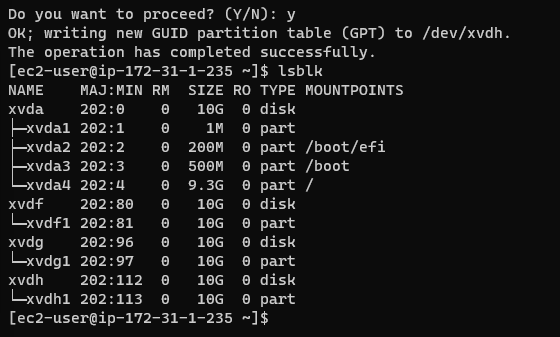 Do you want to proceed? (Y/N): y
OK; writing new GUID partition table (GPT) to /dev/xvdh.
The operation has completed successfully.
[ec2-user@ip-172-31-1-235 ~]$ lsblk
NAME    MAJ:MIN RM  SIZE RO TYPE MOUNTPOINTS
xvda    202:0    0   10G  0 disk
├─xvda1 202:1    0    1M  0 part
├─xvda2 202:2    0  200M  0 part /boot/efi
├─xvda3 202:3    0  500M  0 part /boot
└─xvda4 202:4    0  9.3G  0 part /
xvdf    202:80   0   10G  0 disk
└─xvdf1 202:81   0   10G  0 part
xvdg    202:96   0   10G  0 disk
└─xvdg1 202:97   0   10G  0 part
xvdh    202:112  0   10G  0 disk
└─xvdh1 202:113  0   10G  0 part
[ec2-user@ip-172-31-1-235 ~]$